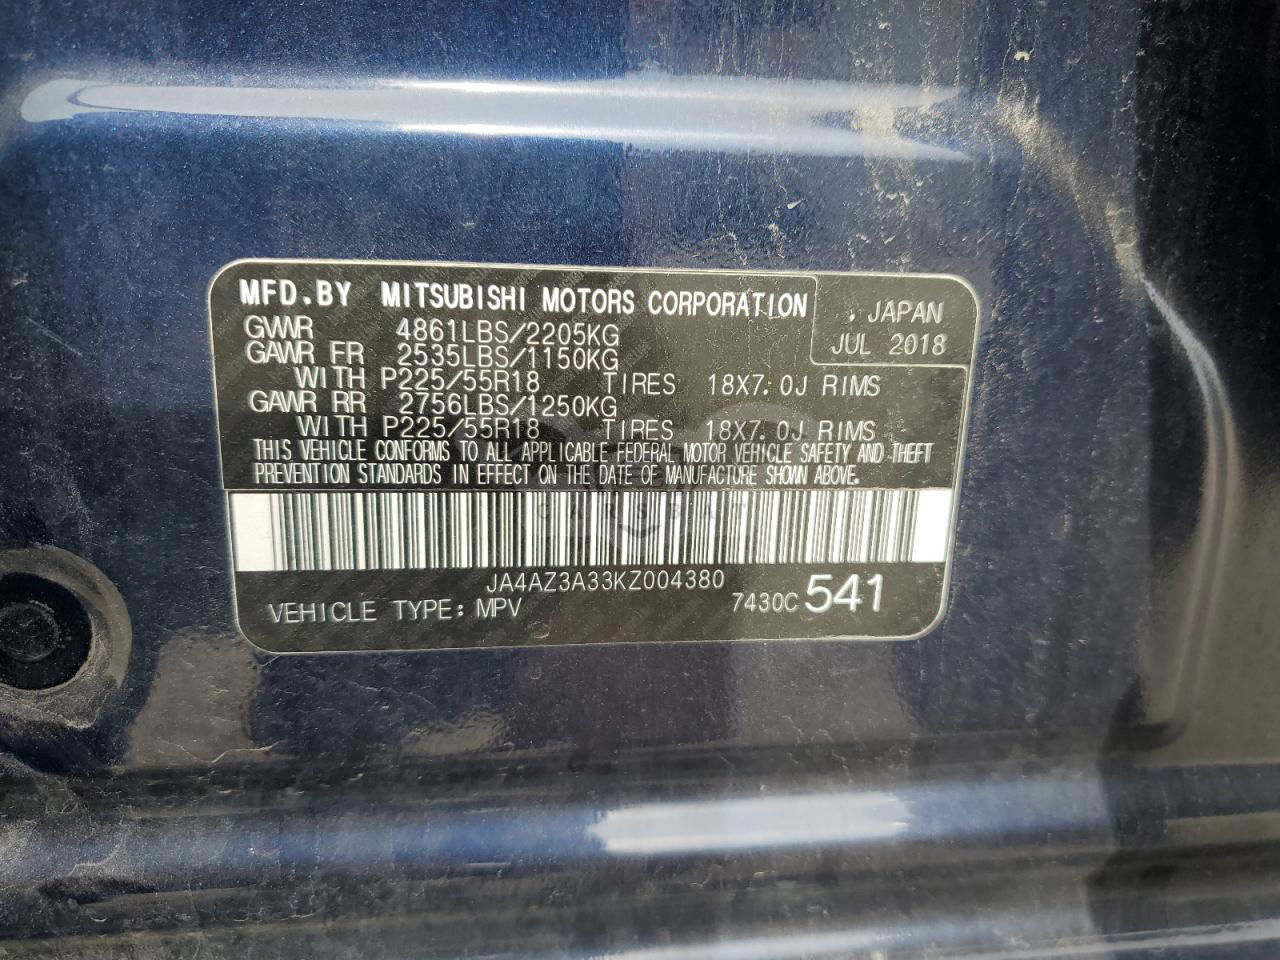 MFD.BY MITSUBISHI MOTORS CORPORATION
. JAPAN
JUL 2018
GVWR 4861LBS/2205KG
GAWR FR 2535LBS/1150KG
WITH P225/55R18 TIRES 18X7.0J RIMS
GAWR RR 2756LBS/1250KG
WITH P225/55R18 TIRES 18X7.0J RIMS
THIS VEHICLE CONFORMS TO ALL APPLICABLE FEDERAL MOTOR VEHICLE SAFETY AND THEFT
PREVENTION STANDARDS IN EFFECT ON THE DATE OF MANUFACTURE SHOWN ABOVE.
JA4AZ3A33KZ004380
VEHICLE TYPE: MPV 7430C 541